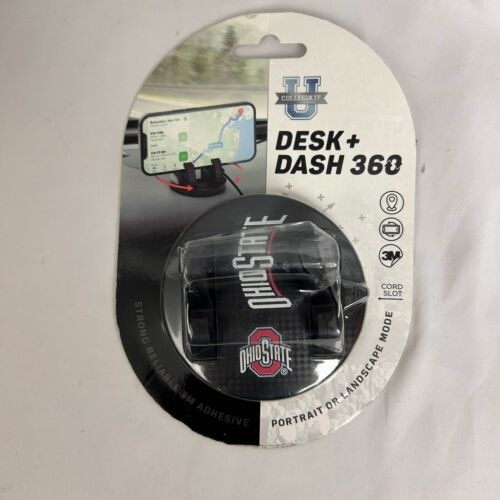 U
COLLEGIATE
DESK +
DASH 360
3M
CORD
SLOT
OHIO STATE
OHIO STATE
®
STRONG RELIABLE 3M ADHESIVE
PORTRAIT OR LANDSCAPE MODE